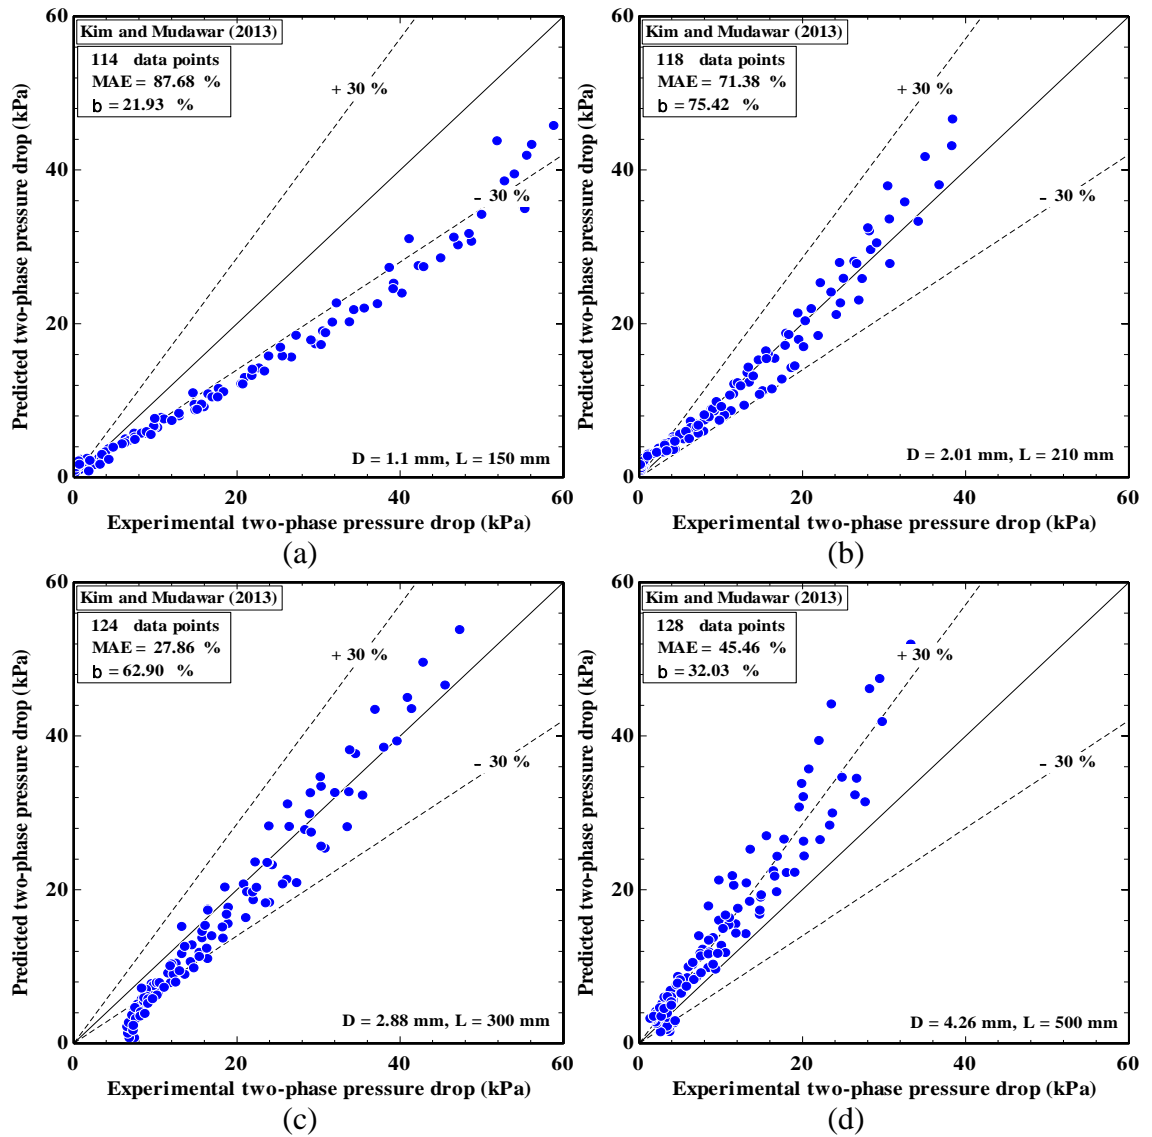 Kim and Mudawar (2013)
114 data points
MAE = 87.68 %
b = 21.93 %
+ 30 %
- 30 %
D = 1.1 mm, L = 150 mm
Predicted two-phase pressure drop (kPa)
60
40
20
0
0 20 40 60
Experimental two-phase pressure drop (kPa)
(a)
Kim and Mudawar (2013)
118 data points
MAE = 71.38 %
b = 75.42 %
+ 30 %
- 30 %
D = 2.01 mm, L = 210 mm
Predicted two-phase pressure drop (kPa)
60
40
20
0
0 20 40 60
Experimental two-phase pressure drop (kPa)
(b)
Kim and Mudawar (2013)
124 data points
MAE = 27.86 %
b = 62.90 %
+ 30 %
- 30 %
D = 2.88 mm, L = 300 mm
Predicted two-phase pressure drop (kPa)
60
40
20
0
0 20 40 60
Experimental two-phase pressure drop (kPa)
(c)
Kim and Mudawar (2013)
128 data points
MAE = 45.46 %
b = 32.03 %
+ 30 %
- 30 %
D = 4.26 mm, L = 500 mm
Predicted two-phase pressure drop (kPa)
60
40
20
0
0 20 40 60
Experimental two-phase pressure drop (kPa)
(d)